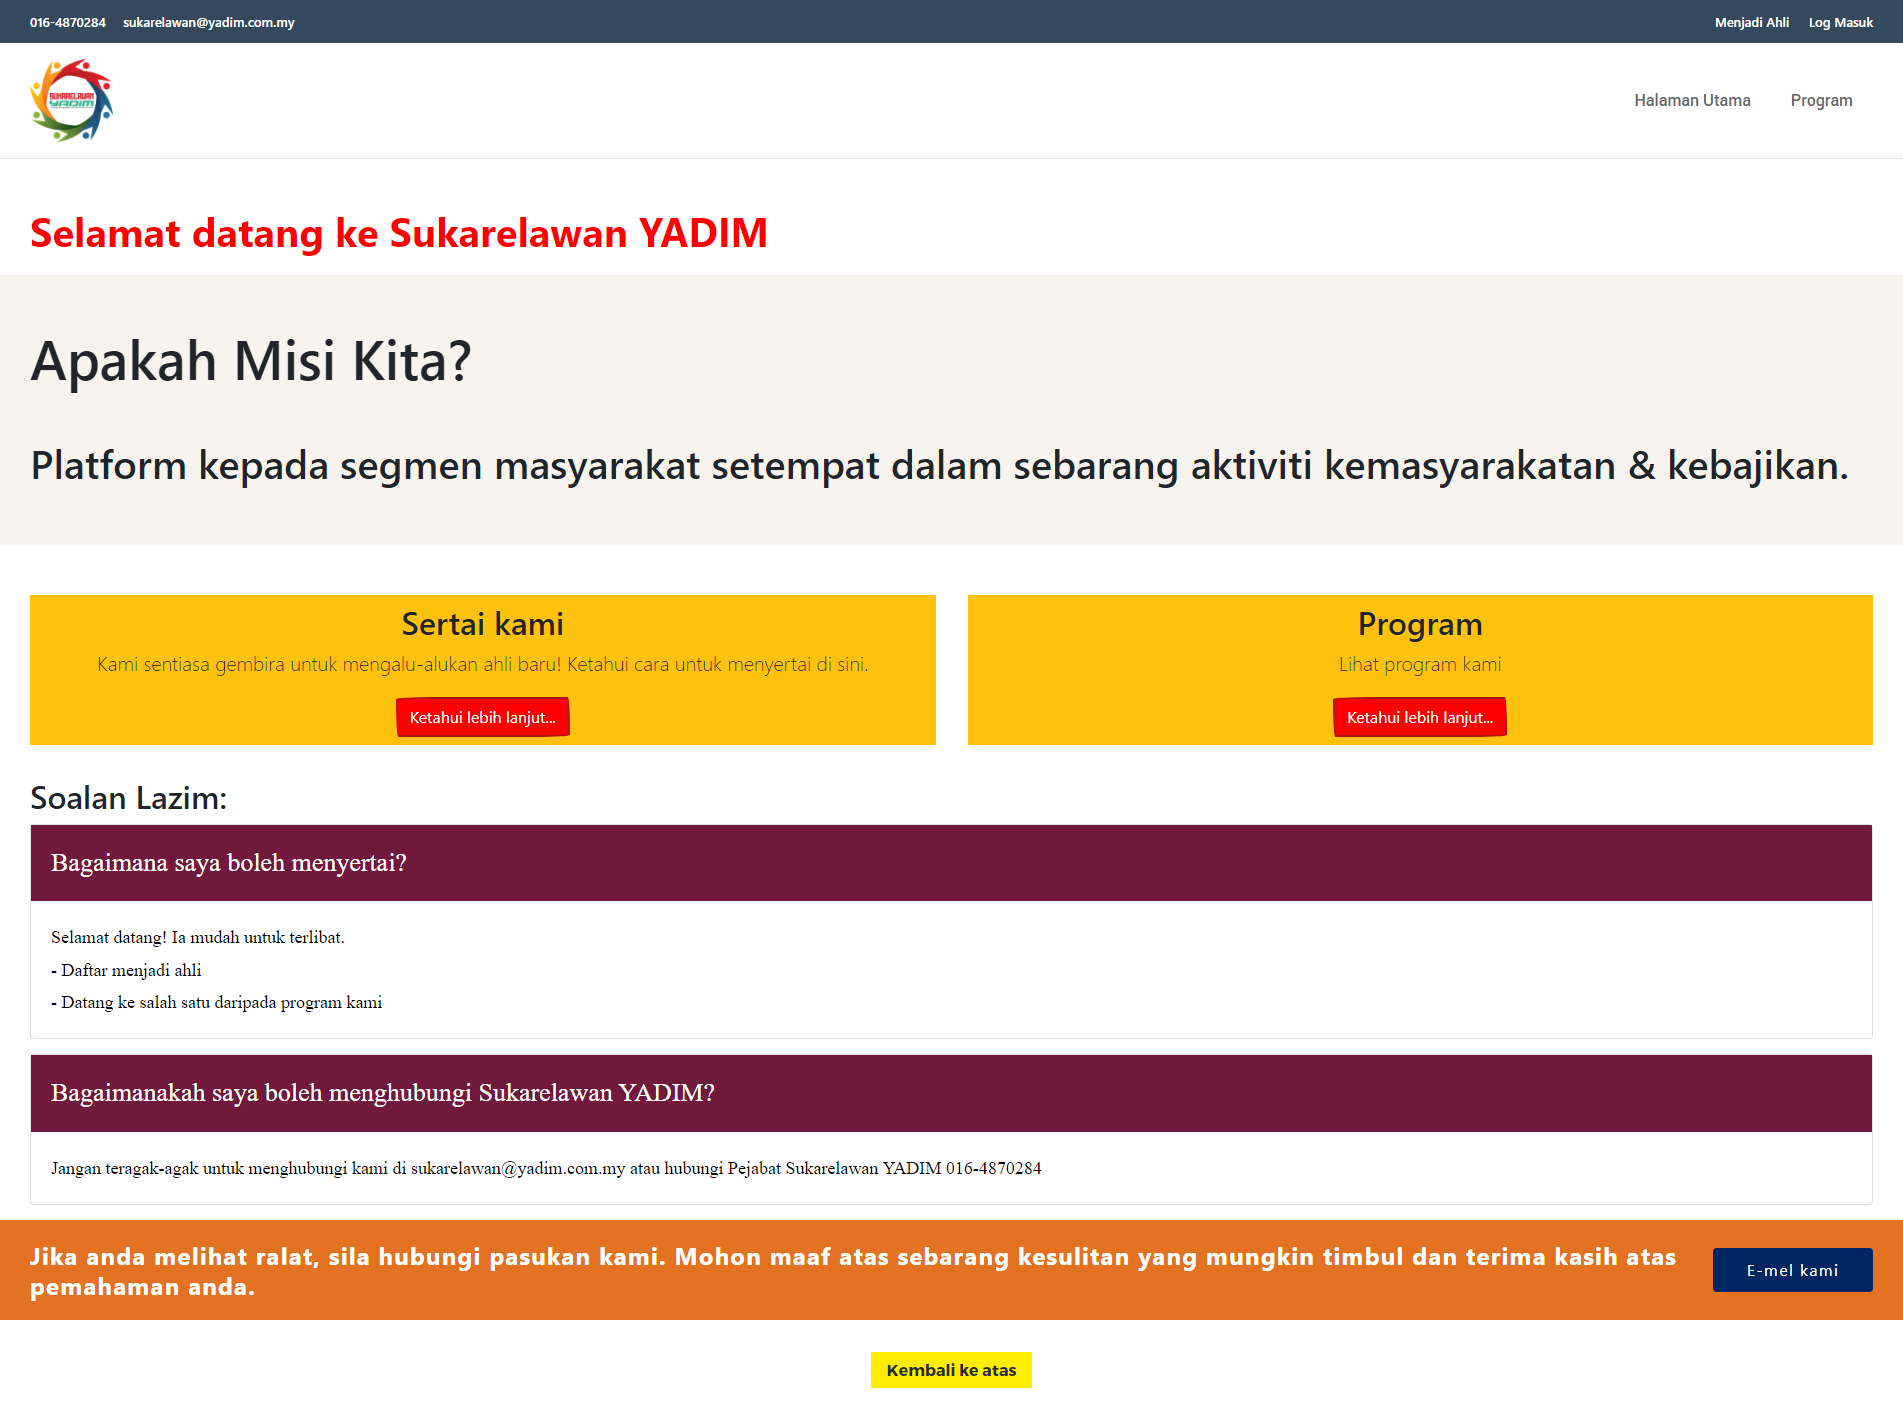 016-4870284 sukarelawan@yadim.com.my Menjadi Ahli Log Masuk
SUKARELAWAN
YADIM
Halaman Utama Program
Selamat datang ke Sukarelawan YADIM
Apakah Misi Kita?
Platform kepada segmen masyarakat setempat dalam sebarang aktiviti kemasyarakatan & kebajikan.
Sertai kami
Kami sentiasa gembira untuk mengalu-alukan ahli baru! Ketahui cara untuk menyertai di sini.
Ketahui lebih lanjut...
Program
Lihat program kami
Ketahui lebih lanjut...
Soalan Lazim:
Bagaimana saya boleh menyertai?
Selamat datang! Ia mudah untuk terlibat.
- Daftar menjadi ahli
- Datang ke salah satu daripada program kami
Bagaimanakah saya boleh menghubungi Sukarelawan YADIM?
Jangan teragak-agak untuk menghubungi kami di sukarelawan@yadim.com.my atau hubungi Pejabat Sukarelawan YADIM 016-4870284
Jika anda melihat ralat, sila hubungi pasukan kami. Mohon maaf atas sebarang kesulitan yang mungkin timbul dan terima kasih atas
pemahaman anda.
E-mel kami
Kembali ke atas